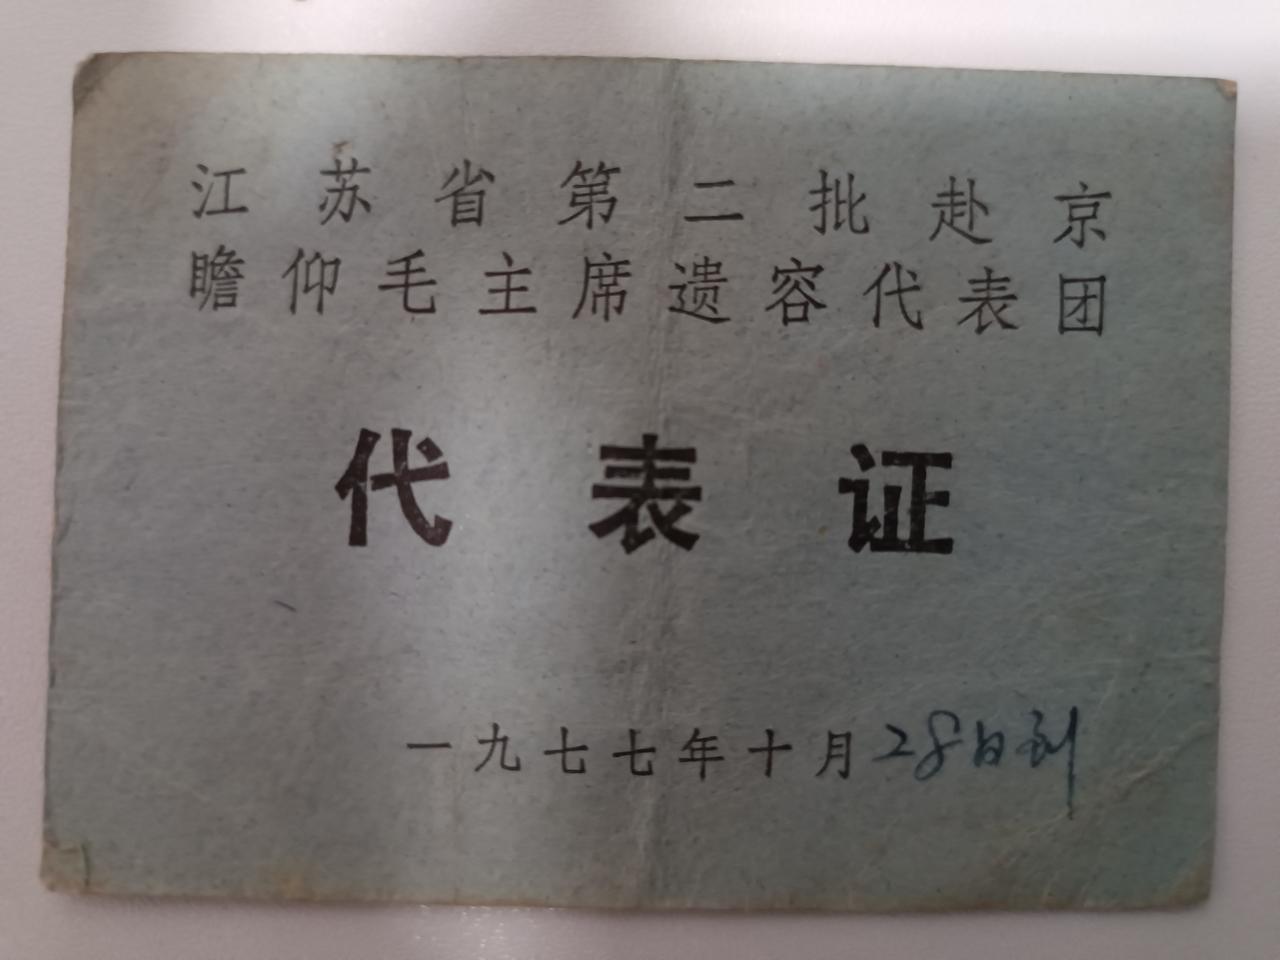 江苏省第二批赴京
瞻仰毛主席遗容代表团
代表证
一九七七年十月28日到